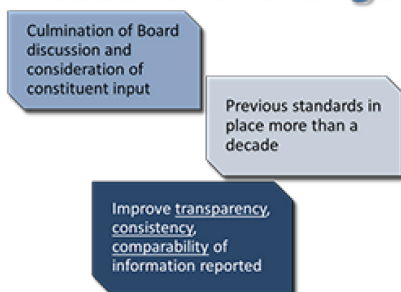 Culmination of Board
discussion and
consideration of
constituent input
Previous standards in
place more than a
decade
Improve transparency,
consistency,
comparability of
information reported